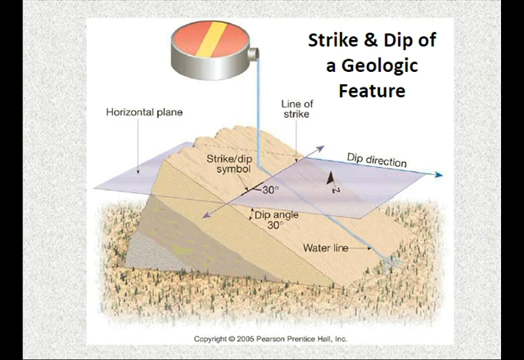 Strike & Dip of
a Geologic
Feature
Horizontal plane
Line of
strike
Strike/dip
symbol
Dip direction
30°
N
Dip angle
30°
Water line
Copyright © 2005 Pearson Prentice Hall, Inc.